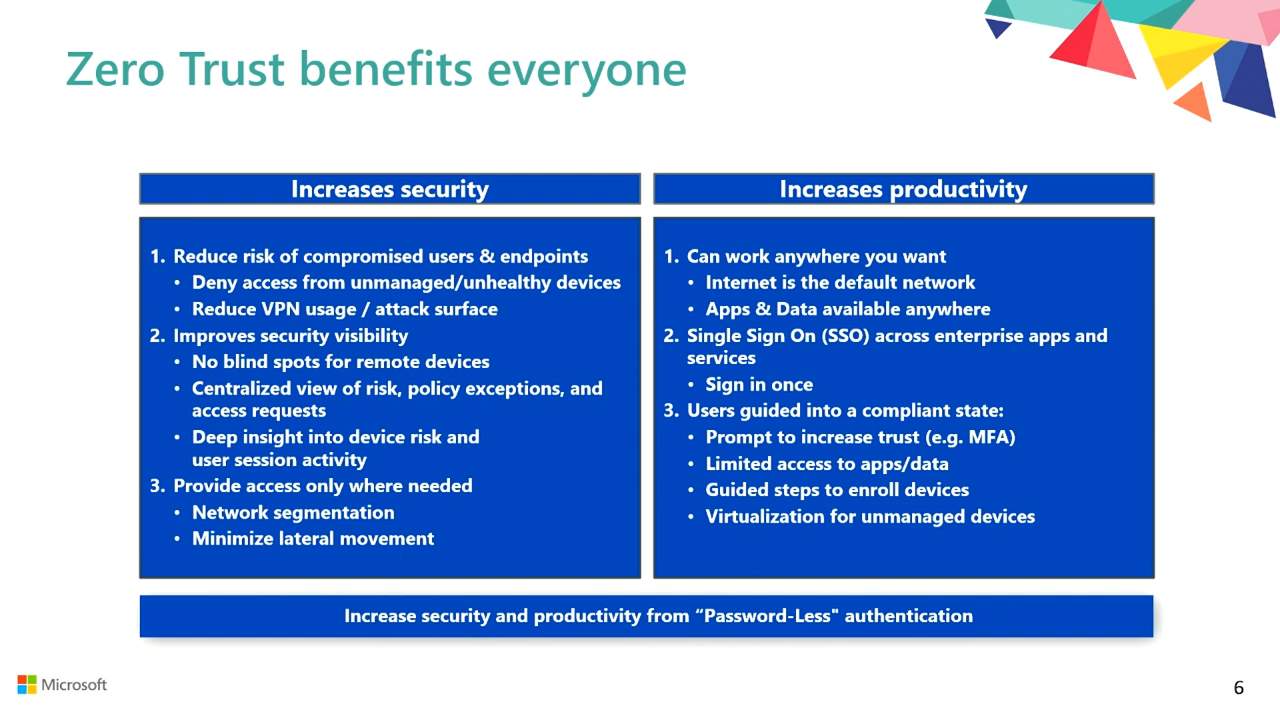 Zero Trust benefits everyone
Increases security
1. Reduce risk of compromised users & endpoints
• Deny access from unmanaged/unhealthy devices
• Reduce VPN usage / attack surface
2. Improves security visibility
• No blind spots for remote devices
• Centralized view of risk, policy exceptions, and
access requests
• Deep insight into device risk and
user session activity
3. Provide access only where needed
• Network segmentation
• Minimize lateral movement
Increases productivity
1. Can work anywhere you want
• Internet is the default network
• Apps & Data available anywhere
2. Single Sign On (SSO) across enterprise apps and
services
• Sign in once
3. Users guided into a compliant state:
• Prompt to increase trust (e.g. MFA)
• Limited access to apps/data
• Guided steps to enroll devices
• Virtualization for unmanaged devices
Increase security and productivity from “Password-Less" authentication
Microsoft
6